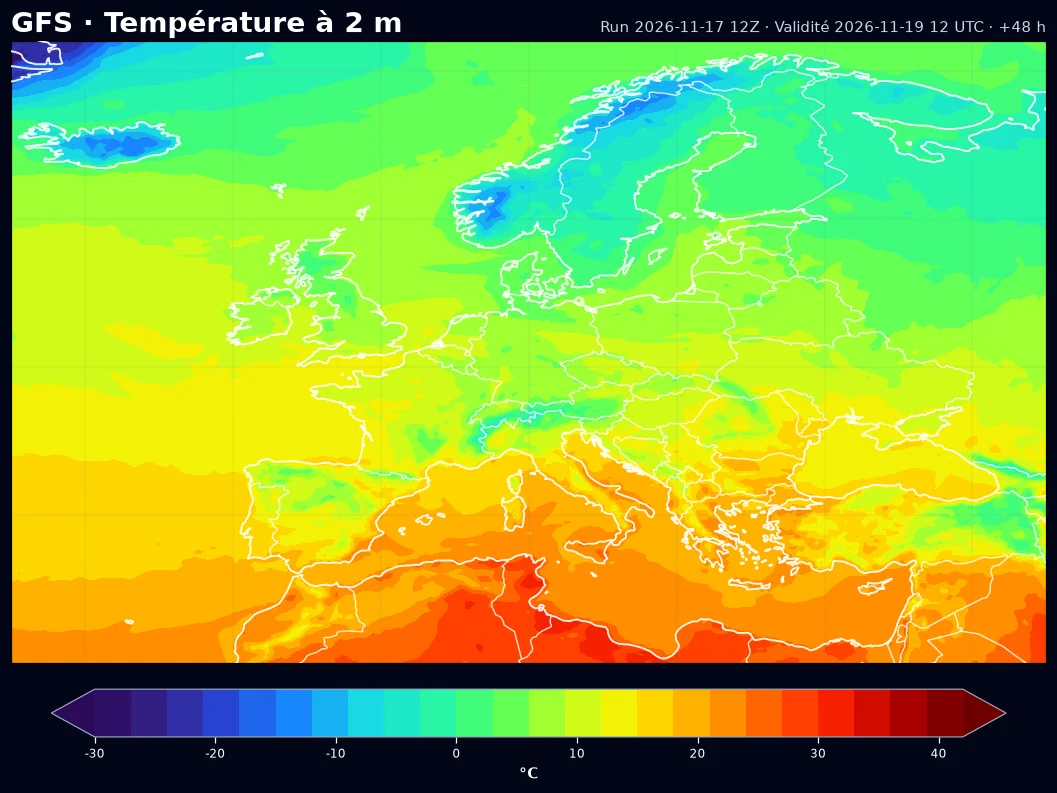 GFS · Température à 2 m
Run 2026-11-17 12Z · Validité 2026-11-19 12 UTC · +48 h
-30 -20 -10 0 10 20 30 40
°C